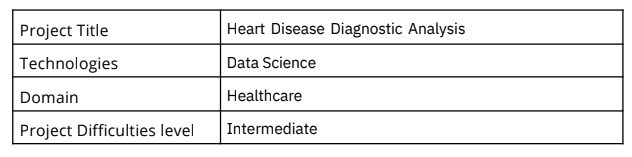 Project Title Heart Disease Diagnostic Analysis
Technologies Data Science
Domain Healthcare
Project Difficulties level Intermediate